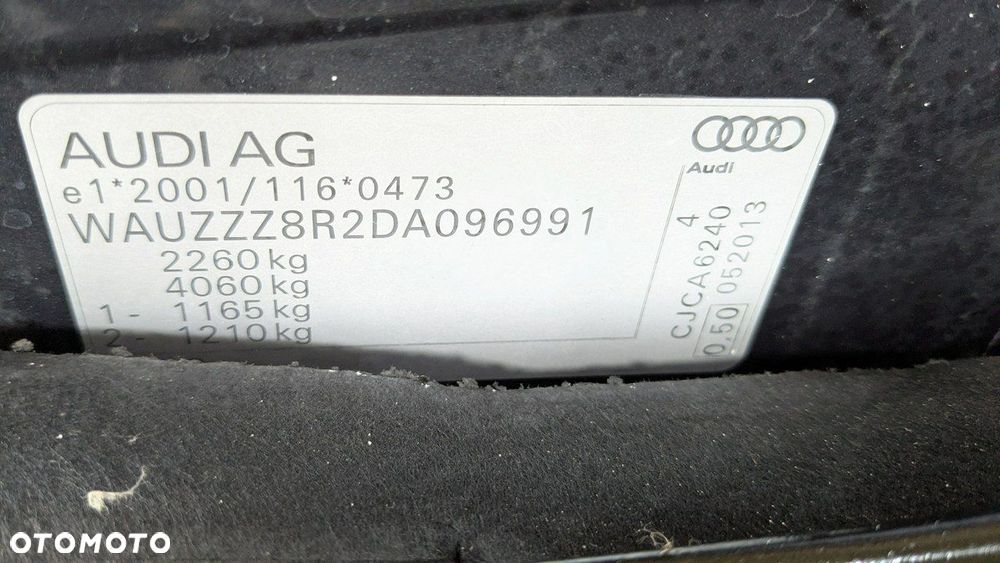 AUDI AG
e1*2001/116*0473
WAUZZZ8R2DA096991
2260 kg
4060 kg
1 - 1165 kg
2 - 1210 kg
Audi
4
CJCA6240
0,50 052013
OTOMOTO